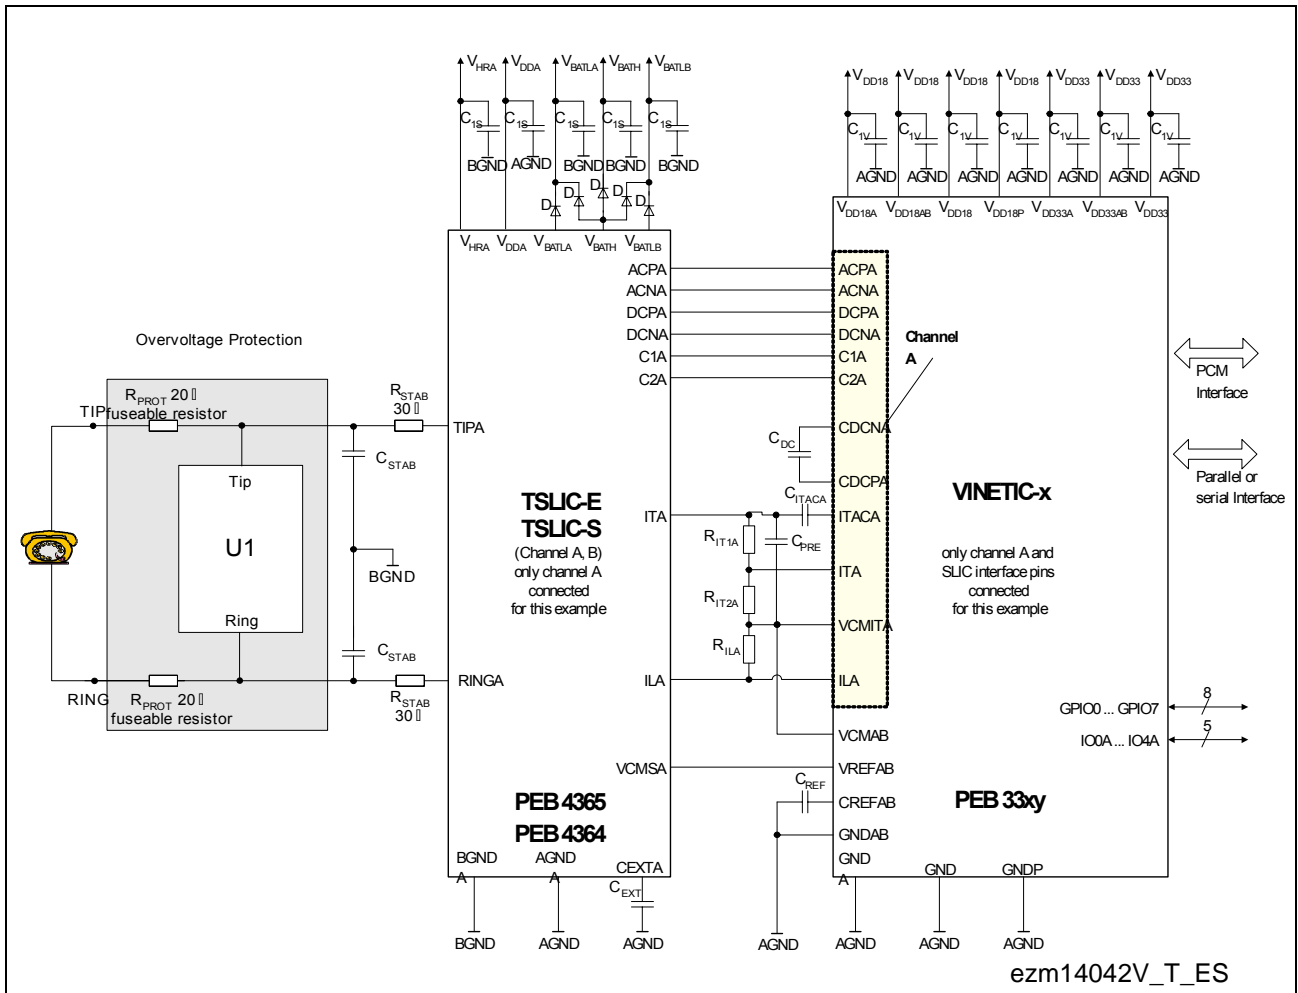 VHRA VDDA VBATLA VBATH VBATLB
VDD18 VDD18 VDD18 VDD18 VDD33 VDD33 VDD33
C1S C1S C1S C1S C1S
C1V C1V C1V C1V C1V C1V C1V
BGND AGND BGND BGND BGND
AGND AGND AGND AGND AGND AGND AGND
D D D D D
VHRA VDDA VBATLA VBATH VBATLB
VDD18A VDD18AB VDD18 VDD18P VDD33A VDD33AB VDD33
ACPA ACPA
ACNA ACNA
DCPA DCPA
DCNA DCNA
C1A C1A
C2A C2A
Channel
A
Overvoltage Protection
PCM
Interface
RPROT 20
TIP fuseable resistor
RSTAB
30
TIPA
CSTAB
CDCNA
CDC
CDCPA
Parallel or
serial Interface
Tip
U1
Ring
BGND
CSTAB
TSLIC-E
TSLIC-S
(Channel A, B)
only channel A
connected
for this example
VINETIC-x
only channel A and
SLIC interface pins
connected
for this example
CITACA
ITA ITACA
RIT1A CPRE
ITA
RIT2A
VCMITA
RILA
ILA ILA
RING
RPROT 20
fuseable resistor
RSTAB
30
RINGA
GPIO0 ... GPIO7 8
IO0A ... IO4A 5
VCMAB
VCMSA VREFAB
CREF
CREFAB
GNDAB
PEB 4365
PEB 4364
PEB 33xy
BGND
A
AGND
A
CEXTA
CEXT
GND
A
GND GNDP
BGND AGND AGND AGND AGND AGND AGND
ezm14042V_T_ES